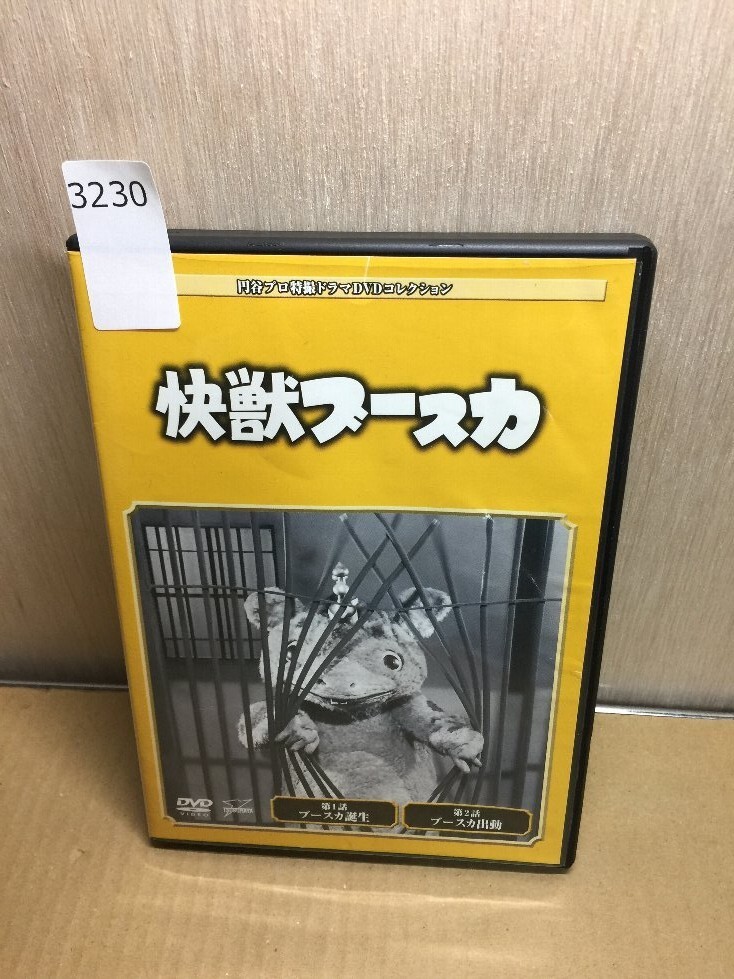 3230
円谷プロ特撮ドラマDVDコレクション
快獣ブースカ
DVD
VIDEO
TSUBURAYA
第1話
ブースカ誕生
第2話
ブースカ出動